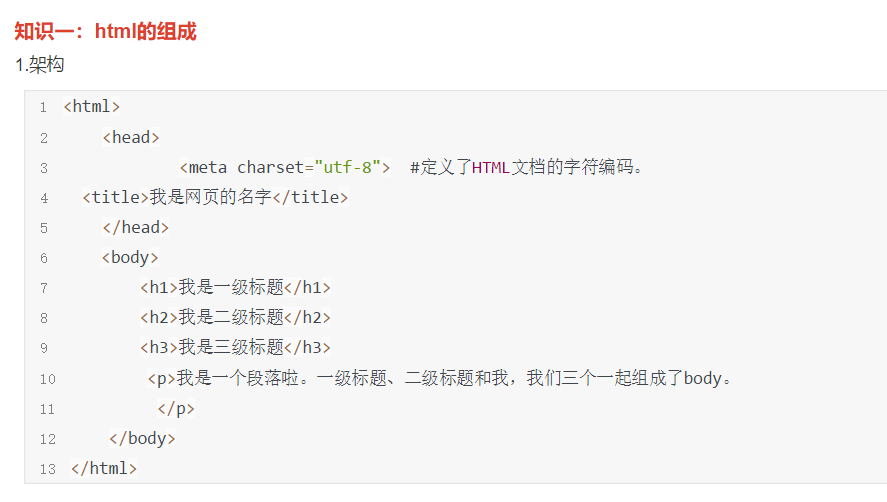 知识一：html的组成
1.架构
1 <html>
2 <head>
3 <meta charset="utf-8"> #定义了HTML文档的字符编码。
4 <title>我是网页的名字</title>
5 </head>
6 <body>
7 <h1>我是一级标题</h1>
8 <h2>我是二级标题</h2>
9 <h3>我是三级标题</h3>
10 <p>我是一个段落啦。一级标题、二级标题和我，我们三个一起组成了body。
11 </p>
12 </body>
13 </html>